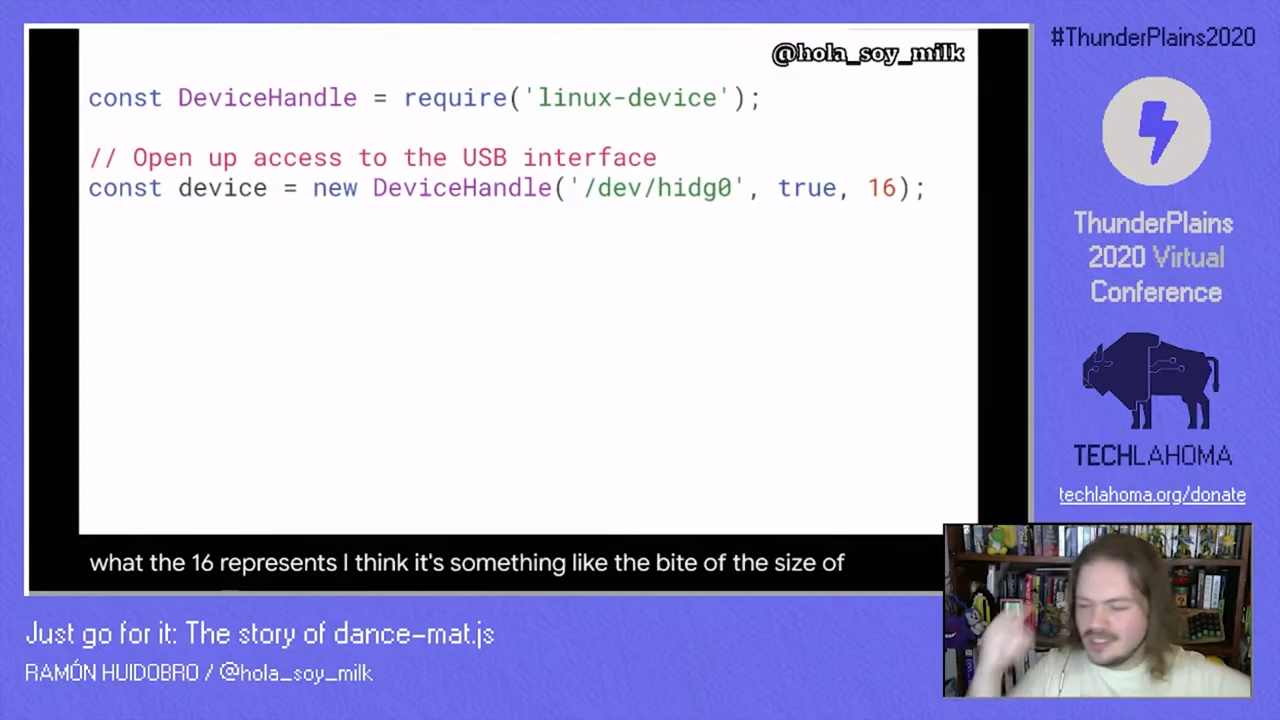 @hola_soy_milk
const DeviceHandle = require('linux-device');
// Open up access to the USB interface
const device = new DeviceHandle('/dev/hidg0', true, 16);
what the 16 represents I think it's something like the bite of the size of
Just go for it: The story of dance-mat.js
RAMÓN HUIDOBRO / @hola_soy_milk
#ThunderPlains2020
ThunderPlains
2020 Virtual
Conference
TECHLAHOMA
techlahoma.org/donate